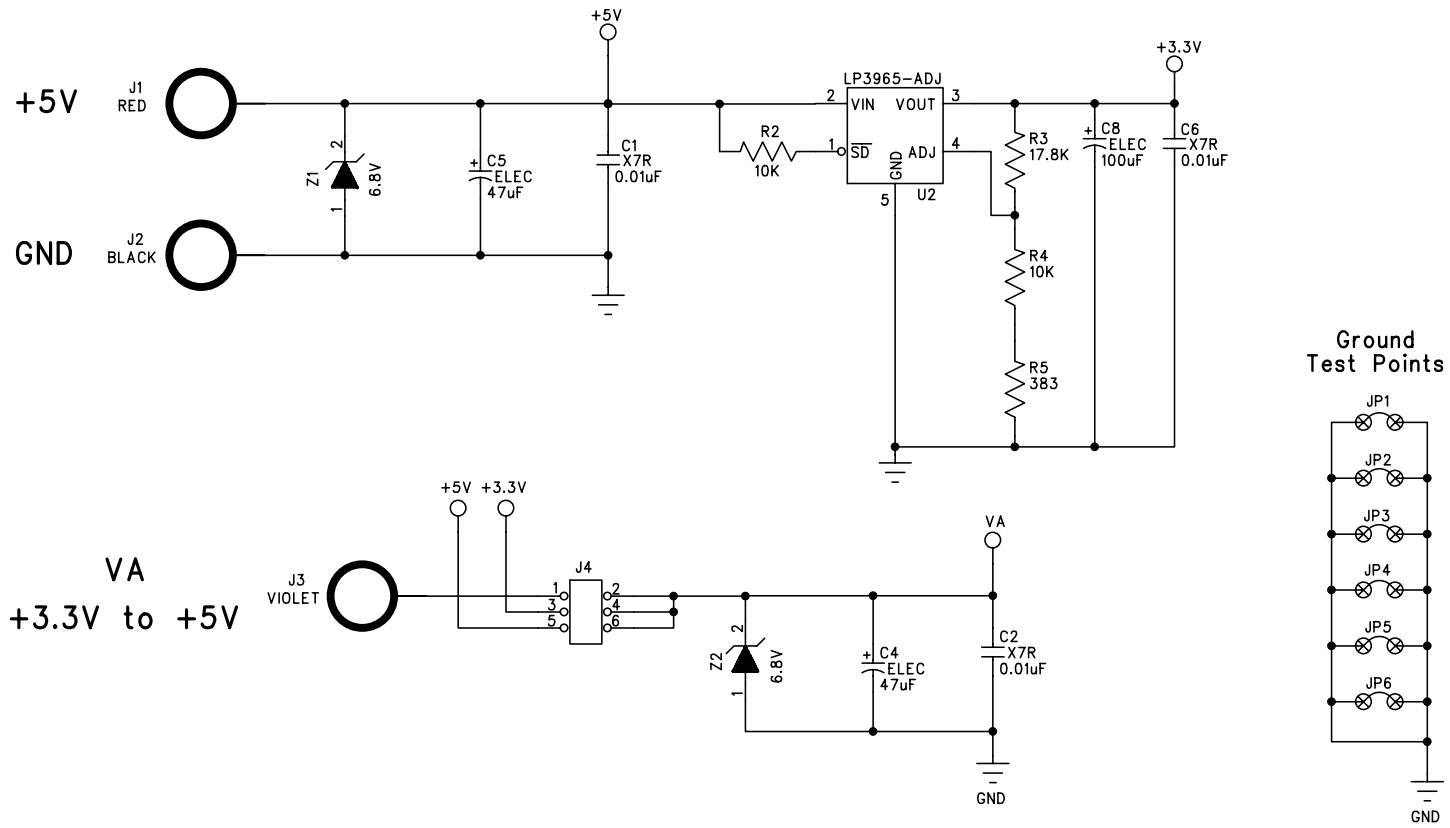 +5V
J1
RED
GND
J2
BLACK
2
Z1
6.8V
1
+
C5
ELEC
47uF
+5V
C1
X7R
0.01uF
R2
10K
LP3965-ADJ
2
VIN
VOUT
3
1
SD
ADJ
4
GND
5
U2
R3
17.8K
R4
10K
R5
383
+
C8
ELEC
100uF
+3.3V
C6
X7R
0.01uF
VA
+3.3V to +5V
J3
VIOLET
+5V
+3.3V
J4
1
2
3
4
5
6
2
Z2
6.8V
1
+
C4
ELEC
47uF
VA
C2
X7R
0.01uF
GND
Ground
Test Points
JP1
JP2
JP3
JP4
JP5
JP6
GND